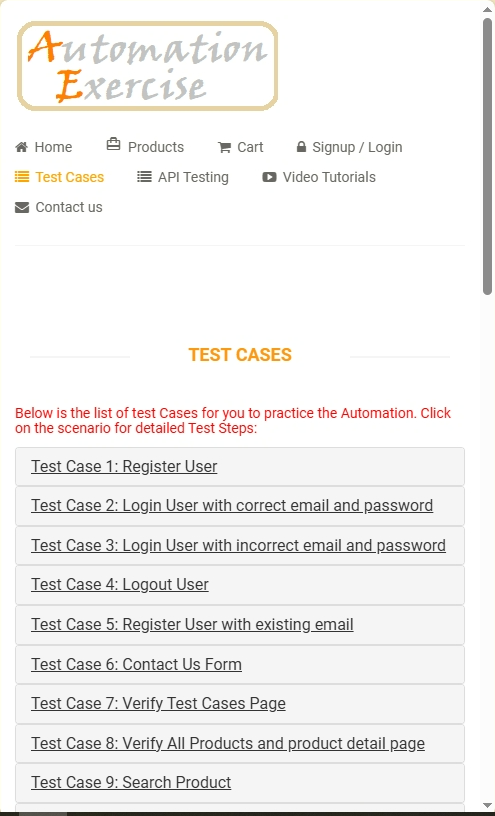 Automation
Exercise
Home Products Cart Signup / Login
Test Cases API Testing Video Tutorials
Contact us
TEST CASES
Below is the list of test Cases for you to practice the Automation. Click
on the scenario for detailed Test Steps:
Test Case 1: Register User
Test Case 2: Login User with correct email and password
Test Case 3: Login User with incorrect email and password
Test Case 4: Logout User
Test Case 5: Register User with existing email
Test Case 6: Contact Us Form
Test Case 7: Verify Test Cases Page
Test Case 8: Verify All Products and product detail page
Test Case 9: Search Product